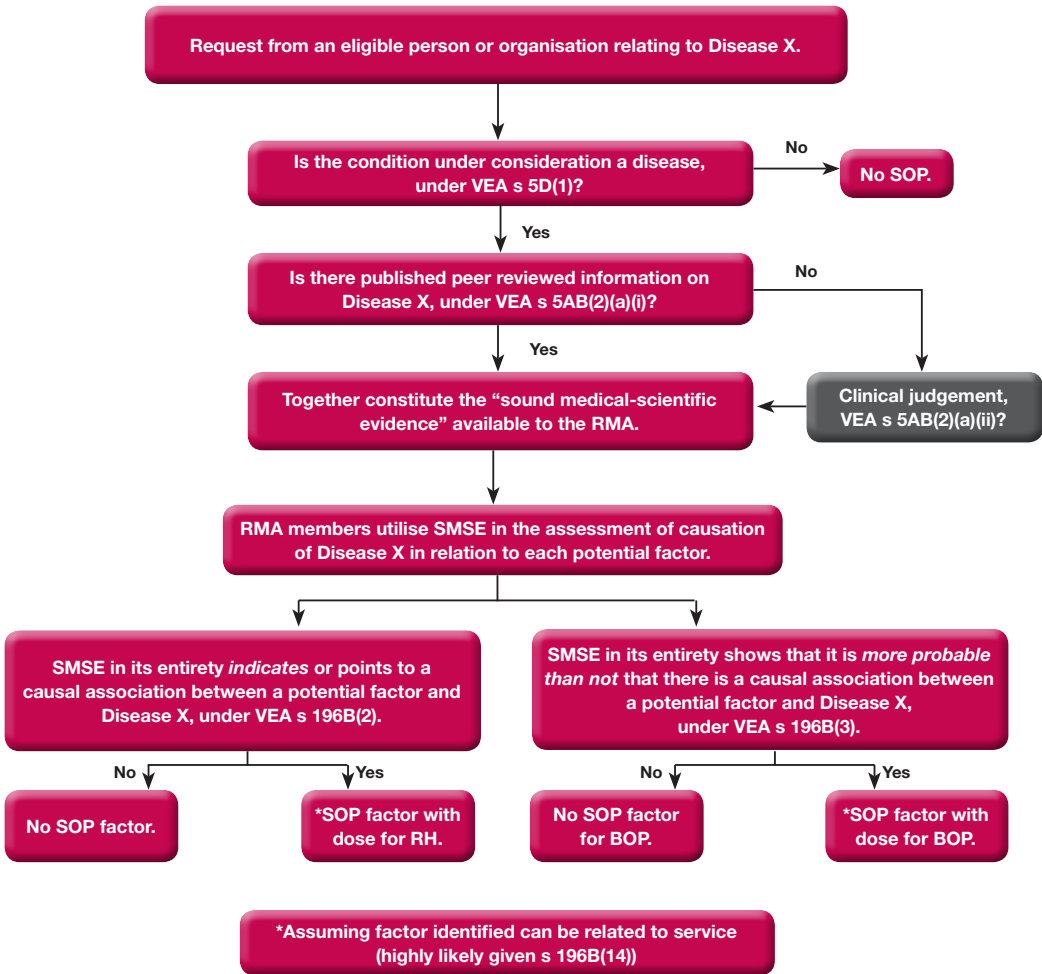 Request from an eligible person or organisation relating to Disease X.
Is the condition under consideration a disease,
under VEA s 5D(1)?
No
No SOP.
Yes
Is there published peer reviewed information on
Disease X, under VEA s 5AB(2)(a)(i)?
No
Yes
Together constitute the “sound medical-scientific
evidence” available to the RMA.
Clinical judgement,
VEA s 5AB(2)(a)(ii)?
RMA members utilise SMSE in the assessment of causation
of Disease X in relation to each potential factor.
SMSE in its entirety indicates or points to a
causal association between a potential factor and
Disease X, under VEA s 196B(2).
SMSE in its entirety shows that it is more probable
than not that there is a causal association between
a potential factor and Disease X,
under VEA s 196B(3).
No
Yes
No
Yes
No SOP factor.
*SOP factor with
dose for RH.
No SOP factor
for BOP.
*SOP factor with
dose for BOP.
*Assuming factor identified can be related to service
(highly likely given s 196B(14))